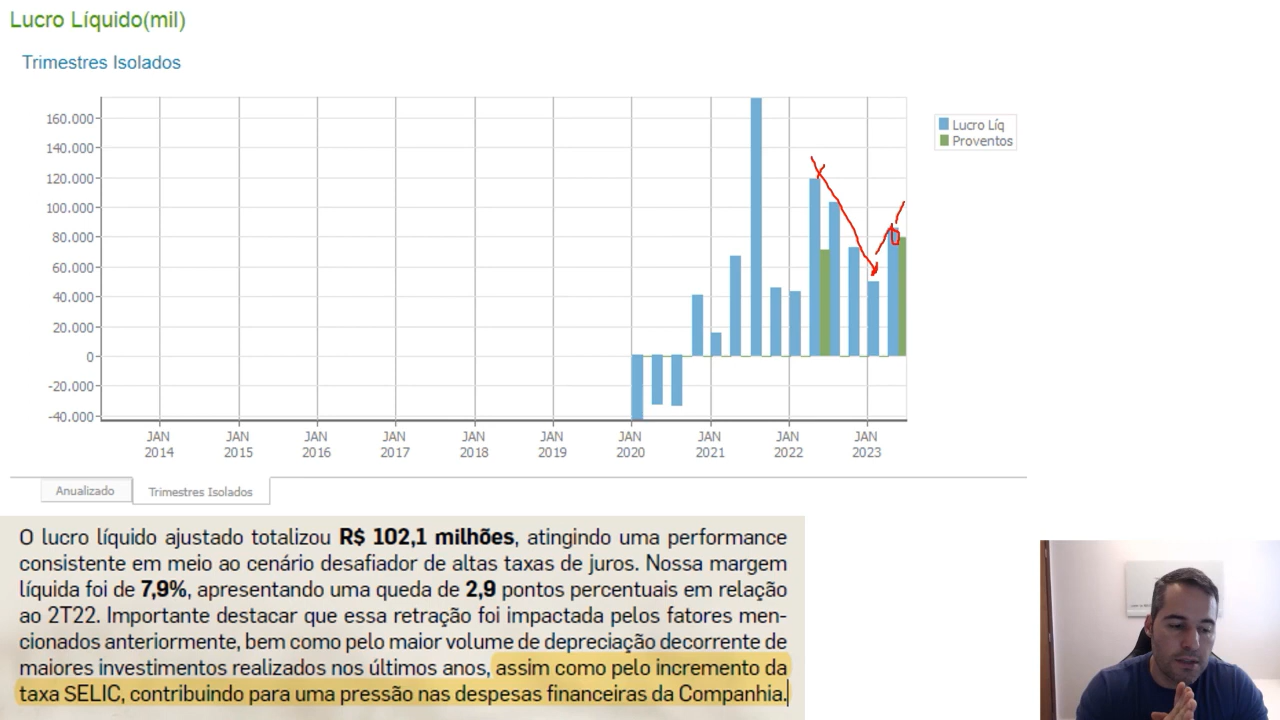 Lucro Líquido(mil)
Trimestres Isolados
160.000
140.000
120.000
100.000
80.000
60.000
40.000
20.000
0
-20.000
-40.000
JAN JAN JAN JAN JAN JAN JAN JAN JAN JAN
2014 2015 2016 2017 2018 2019 2020 2021 2022 2023
Lucro Líq
Proventos
Anualizado Trimestres Isolados
O lucro líquido ajustado totalizou R$ 102,1 milhões, atingindo uma performance
consistente em meio ao cenário desafiador de altas taxas de juros. Nossa margem
líquida foi de 7,9%, apresentando uma queda de 2,9 pontos percentuais em relação
ao 2T22. Importante destacar que essa retração foi impactada pelos fatores men-
cionados anteriormente, bem como pelo maior volume de depreciação decorrente de
maiores investimentos realizados nos últimos anos, assim como pelo incremento da
taxa SELIC, contribuindo para uma pressão nas despesas financeiras da Companhia.